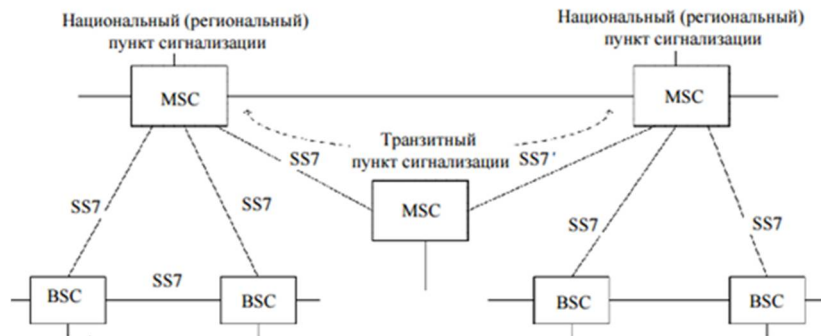 Национальный (региональный)
пункт сигнализации
Национальный (региональный)
пункт сигнализации
MSC
MSC
Транзитный
пункт сигнализации
SS7
SS7'
MSC
SS7
SS7
SS7
SS7
SS7
BSC
BSC
BSC
BSC